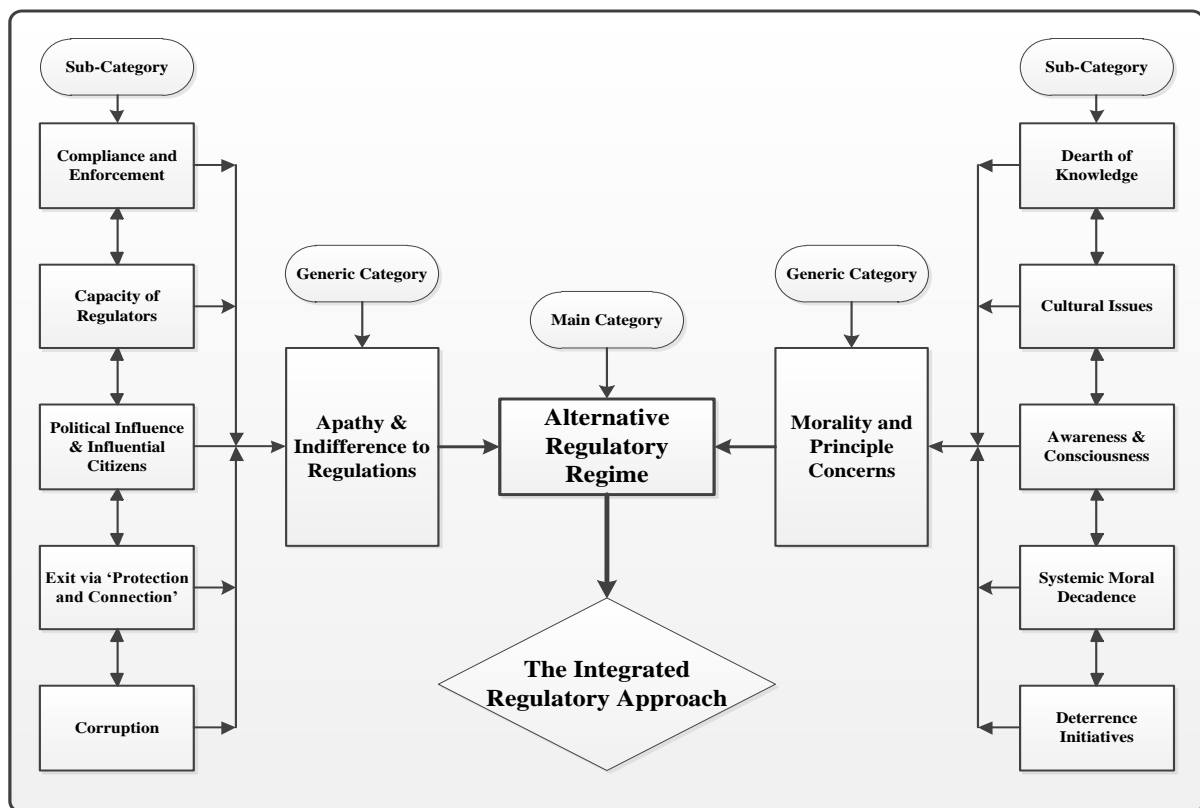 Sub-Category
Compliance and
Enforcement
Capacity of
Regulators
Political Influence
& Influential
Citizens
Exit via ‘Protection
and Connection’
Corruption
Generic Category
Apathy &
Indifference to
Regulations
Main Category
Alternative
Regulatory
Regime
The Integrated
Regulatory Approach
Generic Category
Morality and
Principle
Concerns
Sub-Category
Dearth of
Knowledge
Cultural Issues
Awareness &
Consciousness
Systemic Moral
Decadence
Deterrence
Initiatives